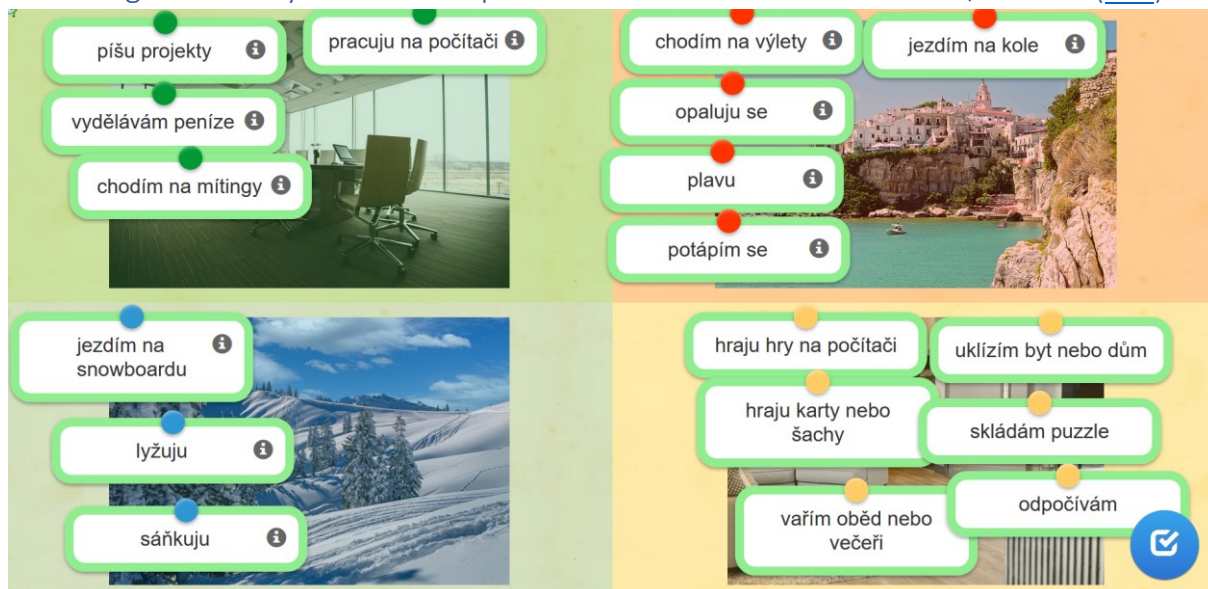 píšu projekty
pracuju na počítači
vydělávám peníze
chodím na mítingy
chodím na výlety
jezdím na kole
opaluju se
plavu
potápím se
jezdím na
snowboardu
lyžuju
sáňkuju
hraju hry na počítači
uklízím byt nebo dům
hraju karty nebo
šachy
skládám puzzle
vařím oběd nebo
večeři
odpočívám